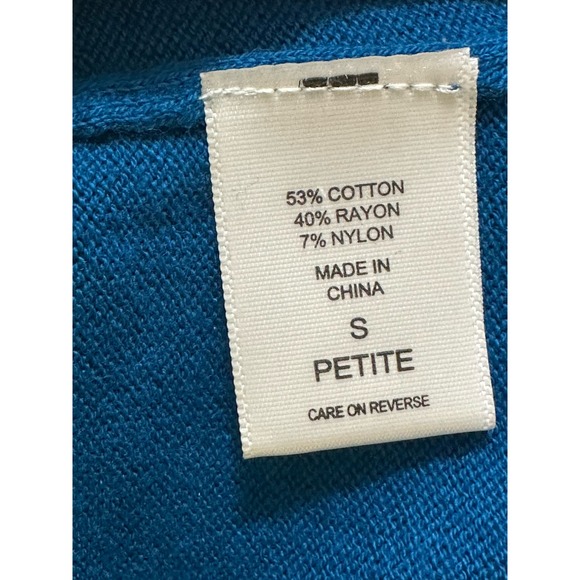 53% COTTON
40% RAYON
7% NYLON
MADE IN
CHINA
S
PETITE
CARE ON REVERSE